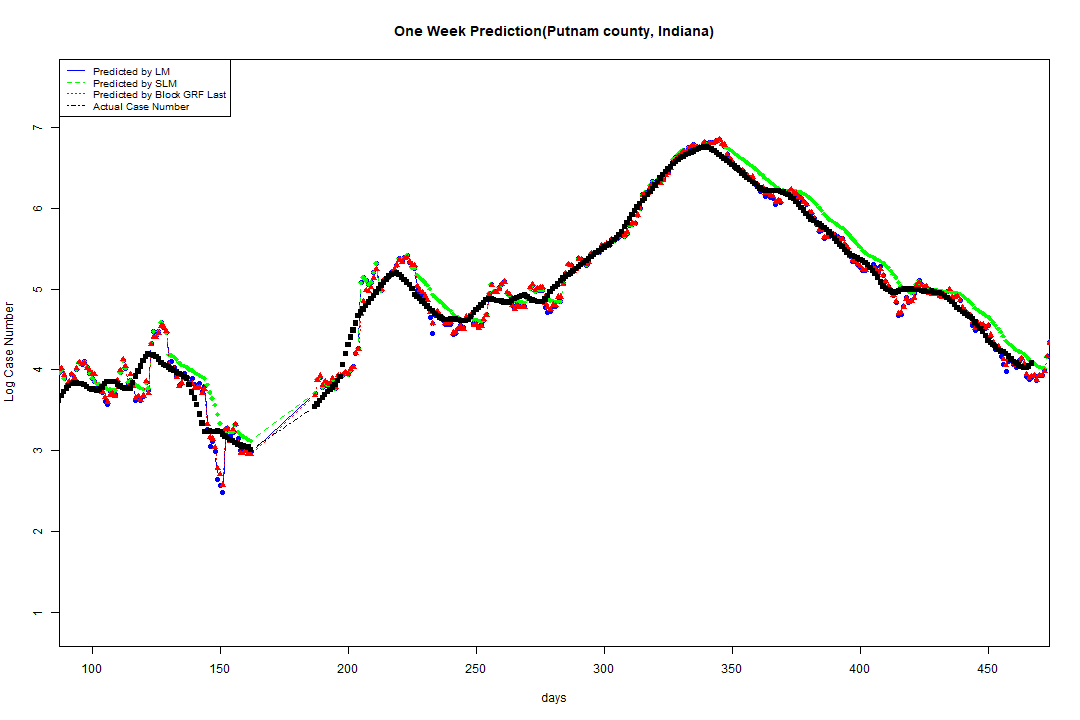 One Week Prediction(Putnam county, Indiana)
Predicted by LM
Predicted by SLM
Predicted by Block GRF Last
Actual Case Number
Log Case Number
7
6
5
4
3
2
1
100 150 200 250 300 350 400 450
days